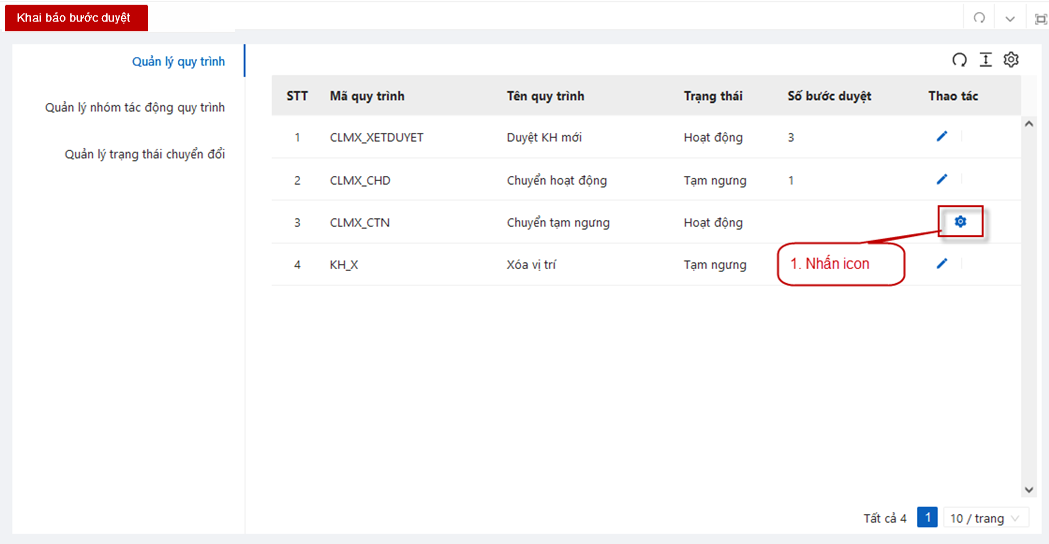 Khai báo bước duyệt
Quản lý quy trình
Quản lý nhóm tác động quy trình
Quản lý trạng thái chuyển đổi
STT Mã quy trình Tên quy trình Trạng thái Số bước duyệt Thao tác
1 CLMX_XETDUYET Duyệt KH mới Hoạt động 3
2 CLMX_CHD Chuyển hoạt động Tạm ngưng 1
3 CLMX_CTN Chuyển tạm ngưng Hoạt động
4 KH_X Xóa vị trí Tạm ngưng
1. Nhấn icon
Tất cả 4 1 10 / trang